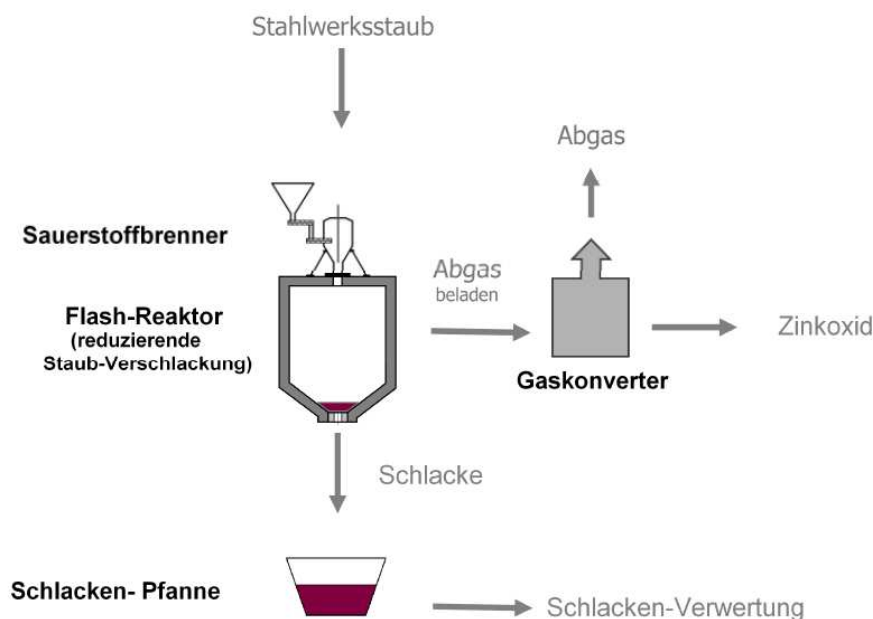 Stahlwerksstaub
Abgas
Sauerstoffbrenner
Abgas
beladen
Flash-Reaktor
(reduzierende
Staub-Verschlackung)
Zinkoxid
Gaskonverter
Schlacke
Schlacken- Pfanne
Schlacken-Verwertung